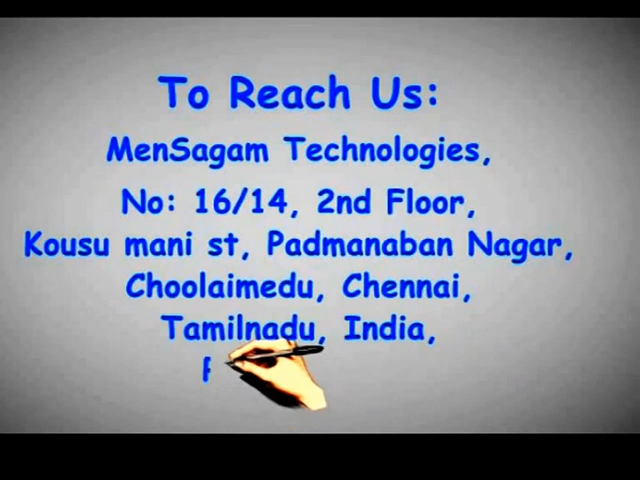 To Reach Us:
MenSagam Technologies,
No: 16/14, 2nd Floor,
Kousu mani st, Padmanaban Nagar,
Choolaimedu, Chennai,
Tamilnadu, India,